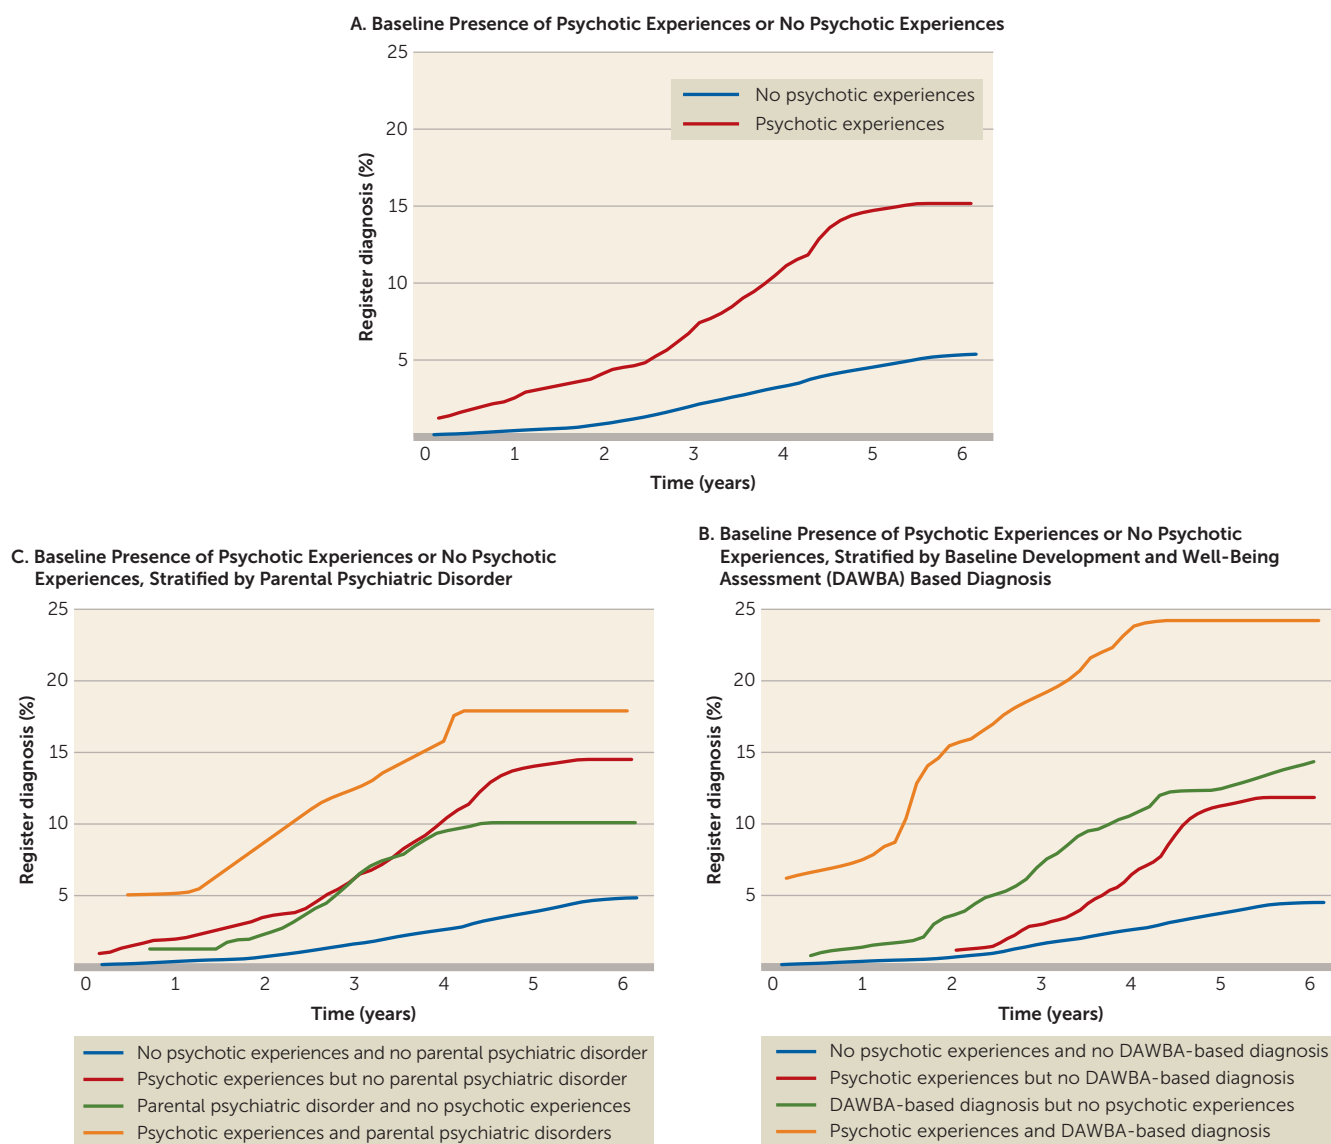 A. Baseline Presence of Psychotic Experiences or No Psychotic Experiences
25
20
15
10
5
Register diagnosis (%)
No psychotic experiences
Psychotic experiences
0 1 2 3 4 5 6
Time (years)
C. Baseline Presence of Psychotic Experiences or No Psychotic
Experiences, Stratified by Parental Psychiatric Disorder
25
20
15
10
5
Register diagnosis (%)
0 1 2 3 4 5 6
Time (years)
No psychotic experiences and no parental psychiatric disorder
Psychotic experiences but no parental psychiatric disorder
Parental psychiatric disorder and no psychotic experiences
Psychotic experiences and parental psychiatric disorders
B. Baseline Presence of Psychotic Experiences or No Psychotic
Experiences, Stratified by Baseline Development and Well-Being
Assessment (DAWBA) Based Diagnosis
25
20
15
10
5
Register diagnosis (%)
0 1 2 3 4 5 6
Time (years)
No psychotic experiences and no DAWBA-based diagnosis
Psychotic experiences but no DAWBA-based diagnosis
DAWBA-based diagnosis but no psychotic experiences
Psychotic experiences and DAWBA-based diagnosis